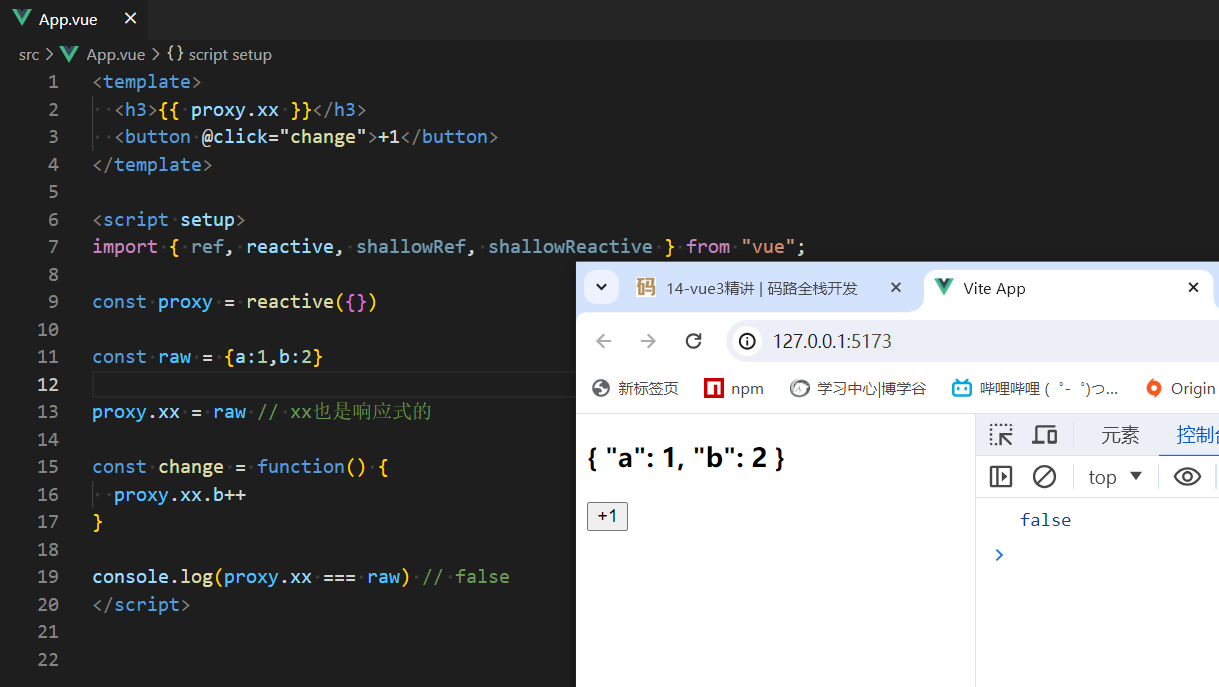 App.vue
src > App.vue > {} script setup
1 <template>
2 <h3>{{ proxy.xx }}</h3>
3 <button @click="change">+1</button>
4 </template>
5
6 <script setup>
7 import { ref, reactive, shallowRef, shallowReactive } from "vue";
8
9 const proxy = reactive({})
10
11 const raw = {a:1,b:2}
12
13 proxy.xx = raw // xx也是响应式的
14
15 const change = function() {
16 proxy.xx.b++
17 }
18
19 console.log(proxy.xx === raw) // false
20 </script>
21
22
14-vue3精讲 | 码路全栈开发
Vite App
127.0.0.1:5173
新标签页 npm 学习中心|博学谷 哔哩哔哩 ( ゜- ゜)つ... Origin
元素 控制台
top
{ "a": 1, "b": 2 }
+1
false